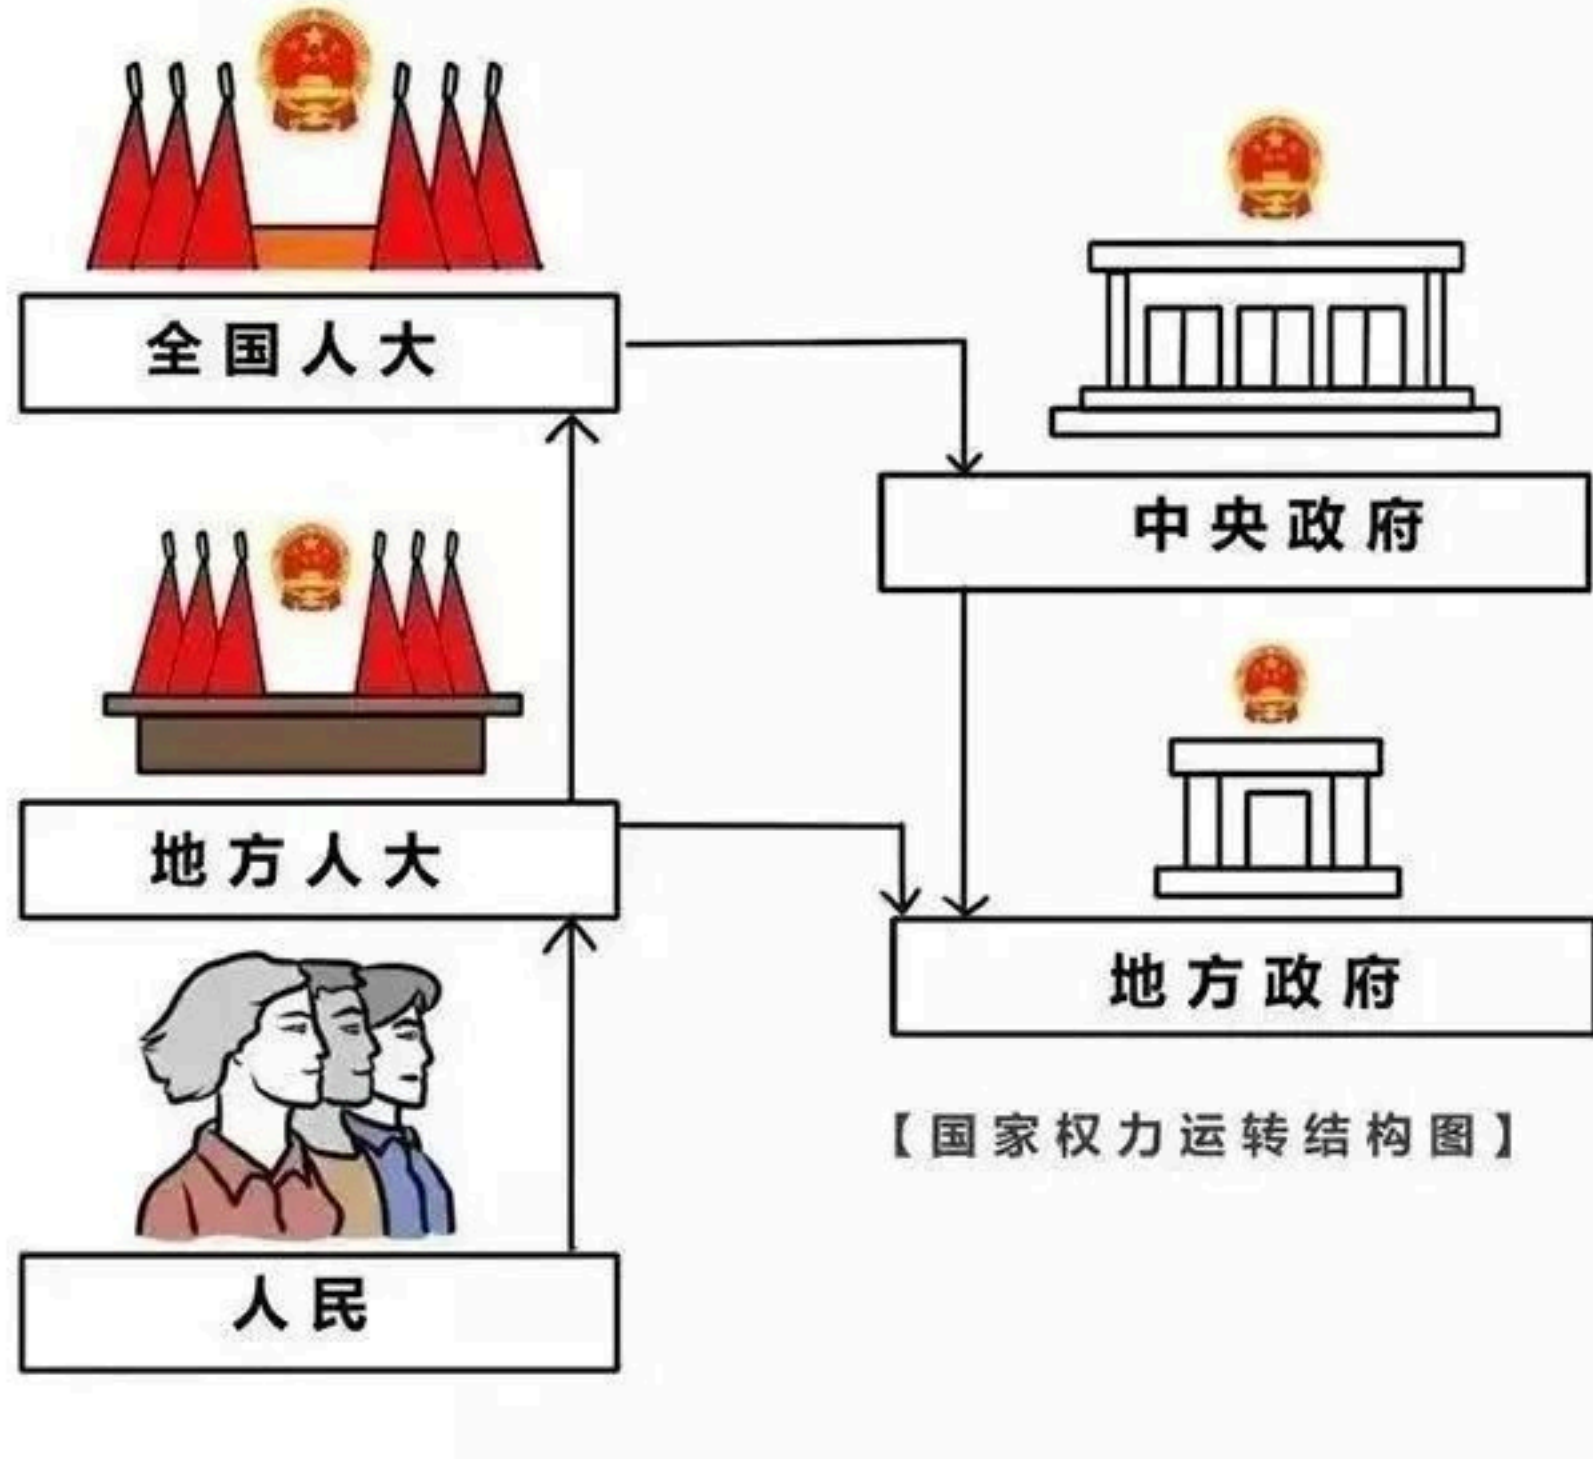 全国人大
中央政府
地方人大
地方政府
【国家权力运转结构图】
人民